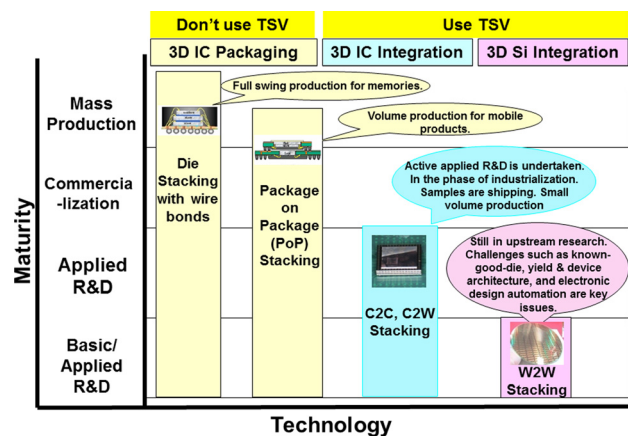 Don't use TSV
Use TSV
3D IC Packaging
3D IC Integration
3D Si Integration
Maturity
Mass
Production
Commercia
-lization
Applied
R&D
Basic/
Applied
R&D
Full swing production for memories.
Volume production for mobile
products.
Active applied R&D is undertaken.
In the phase of industrialization.
Samples are shipping. Small
volume production
Still in upstream research.
Challenges such as known-
good-die, yield & device
architecture, and electronic
design automation are key
issues.
Die
Stacking
with wire
bonds
Package
on
Package
(PoP)
Stacking
C2C, C2W
Stacking
W2W
Stacking
Technology